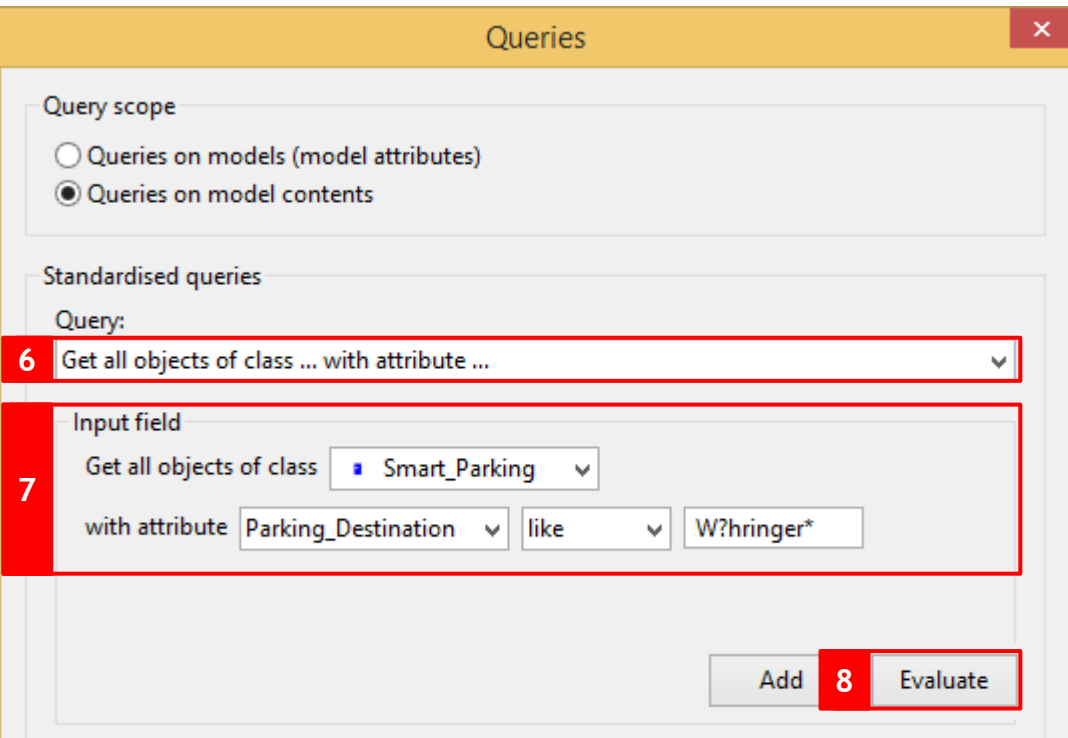 Queries
Query scope
Queries on models (model attributes)
Queries on model contents
Standardised queries
Query:
6 Get all objects of class ... with attribute ...
7
Input field
Get all objects of class Smart_Parking
with attribute Parking_Destination like W?hringer*
Add 8 Evaluate